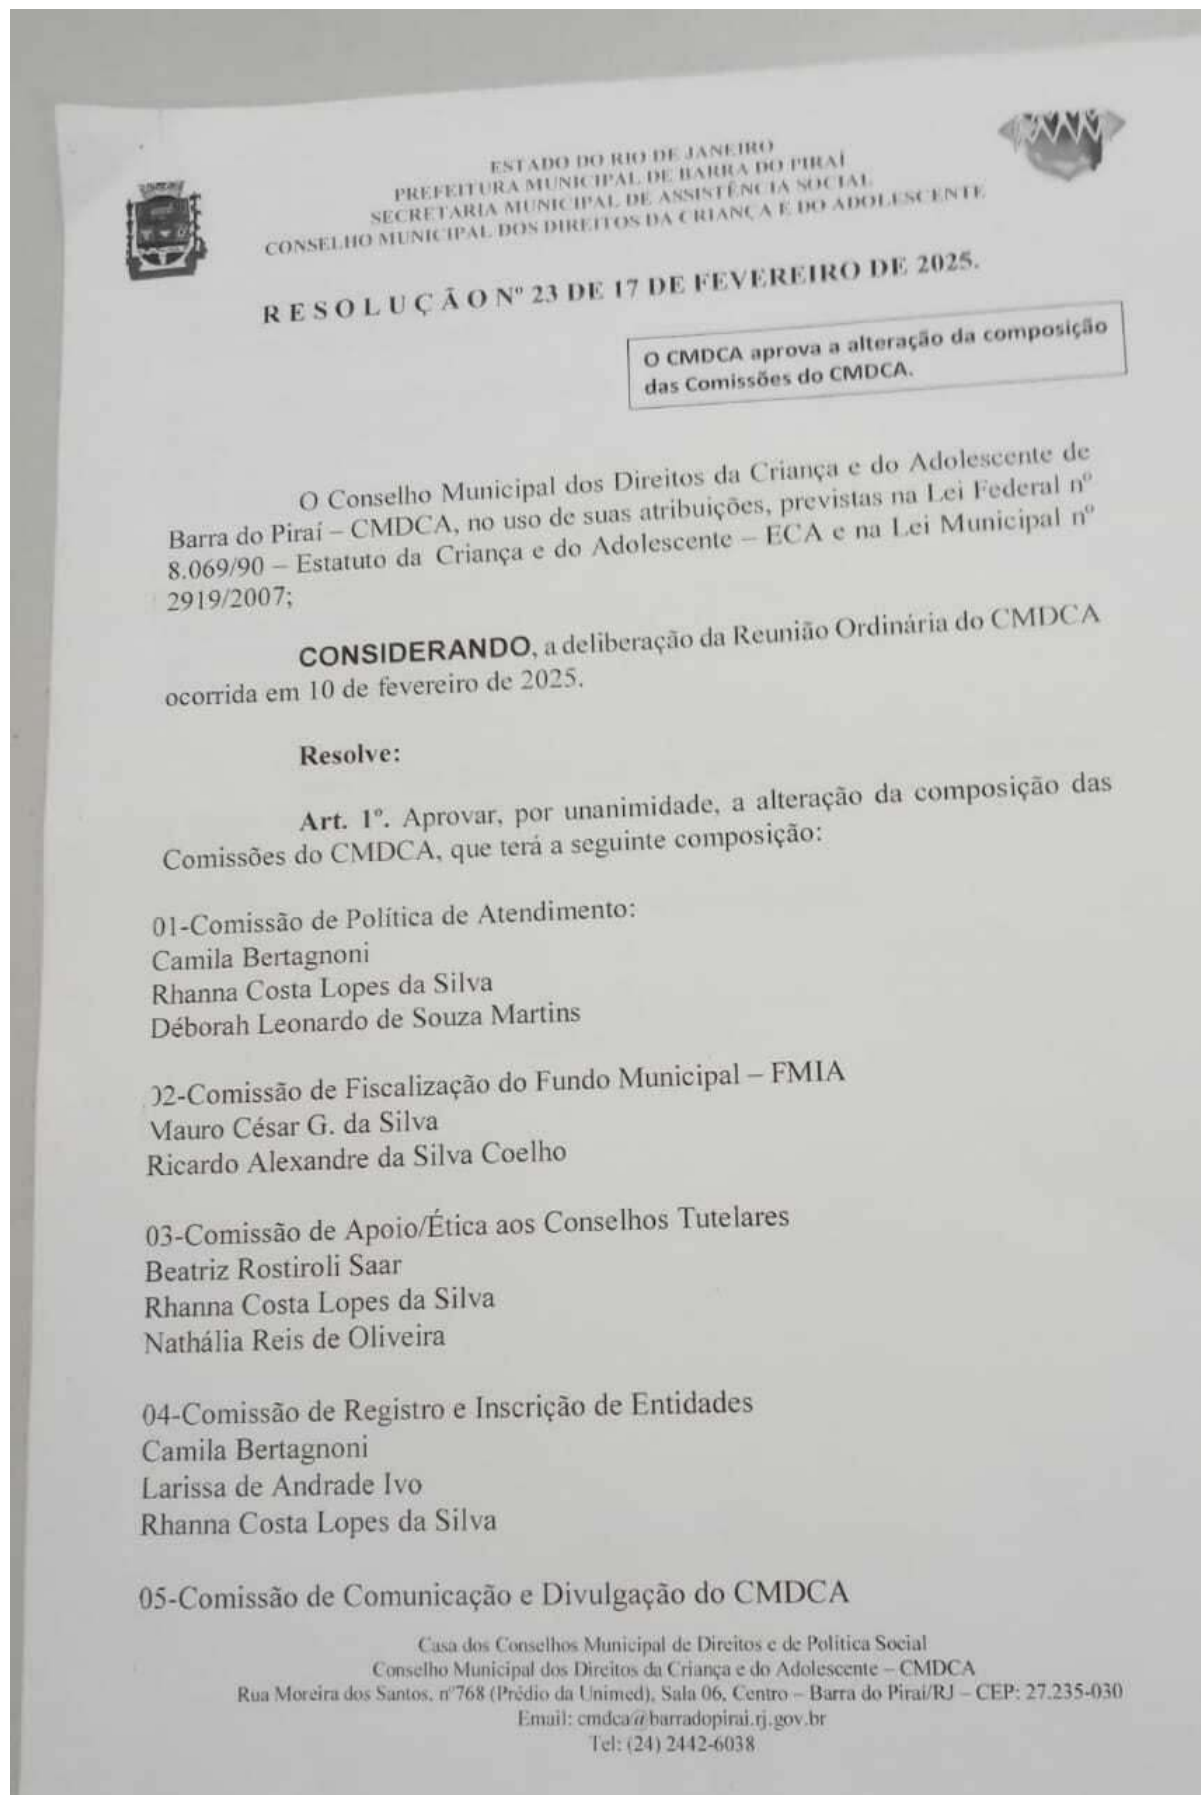 ESTADO DO RIO DE JANEIRO
PREFEITURA MUNICIPAL DE BARRA DO PIRAÍ
SECRETARIA MUNICIPAL DE ASSISTÊNCIA SOCIAL
CONSELHO MUNICIPAL DOS DIREITOS DA CRIANÇA E DO ADOLESCENTE
R E S O L U Ç Ã O Nº 23 DE 17 DE FEVEREIRO DE 2025.
O CMDCA aprova a alteração da composição
das Comissões do CMDCA.
O Conselho Municipal dos Direitos da Criança e do Adolescente de
Barra do Piraí – CMDCA, no uso de suas atribuições, previstas na Lei Federal nº
8.069/90 – Estatuto da Criança e do Adolescente – ECA e na Lei Municipal nº
2919/2007;
CONSIDERANDO, a deliberação da Reunião Ordinária do CMDCA
ocorrida em 10 de fevereiro de 2025.
Resolve:
Art. 1º. Aprovar, por unanimidade, a alteração da composição das
Comissões do CMDCA, que terá a seguinte composição:
01-Comissão de Política de Atendimento:
Camila Bertagnoni
Rhanna Costa Lopes da Silva
Déborah Leonardo de Souza Martins
02-Comissão de Fiscalização do Fundo Municipal – FMIA
Mauro César G. da Silva
Ricardo Alexandre da Silva Coelho
03-Comissão de Apoio/Ética aos Conselhos Tutelares
Beatriz Rostiroli Saar
Rhanna Costa Lopes da Silva
Nathália Reis de Oliveira
04-Comissão de Registro e Inscrição de Entidades
Camila Bertagnoni
Larissa de Andrade Ivo
Rhanna Costa Lopes da Silva
05-Comissão de Comunicação e Divulgação do CMDCA
Casa dos Conselhos Municipal de Direitos e de Política Social
Conselho Municipal dos Direitos da Criança e do Adolescente – CMDCA
Rua Moreira dos Santos, nº768 (Prédio da Unimed), Sala 06, Centro – Barra do Piraí/RJ – CEP: 27.235-030
Email: cmdca@barradopirai.rj.gov.br
Tel: (24) 2442-6038